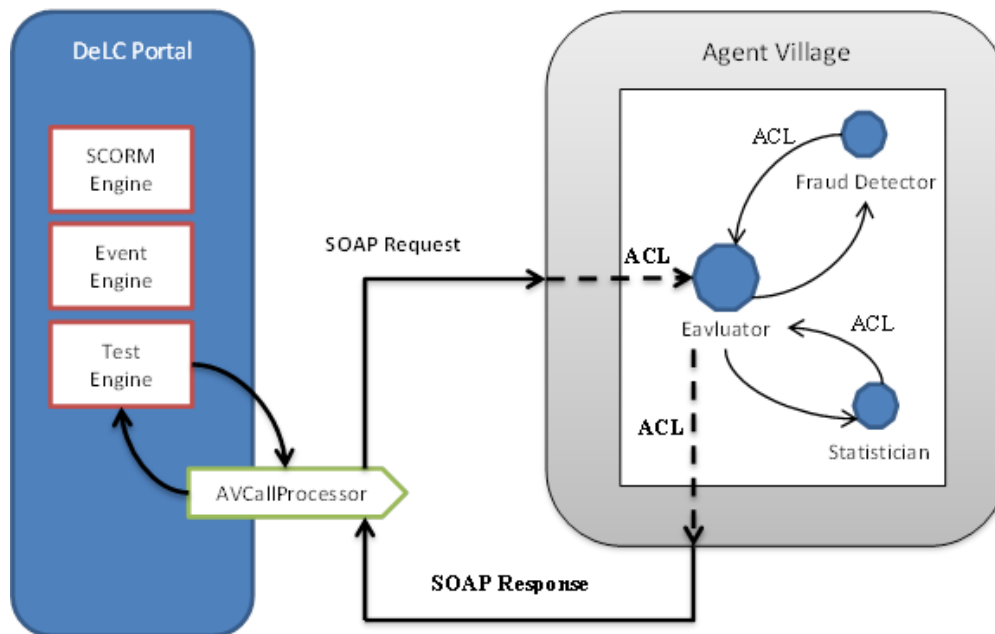 DeLC Portal
SCORM
Engine
Event
Engine
Test
Engine
AVCallProcessor
SOAP Request
SOAP Response
Agent Village
ACL
Fraud Detector
ACL
Eavluator
ACL
ACL
Statistician